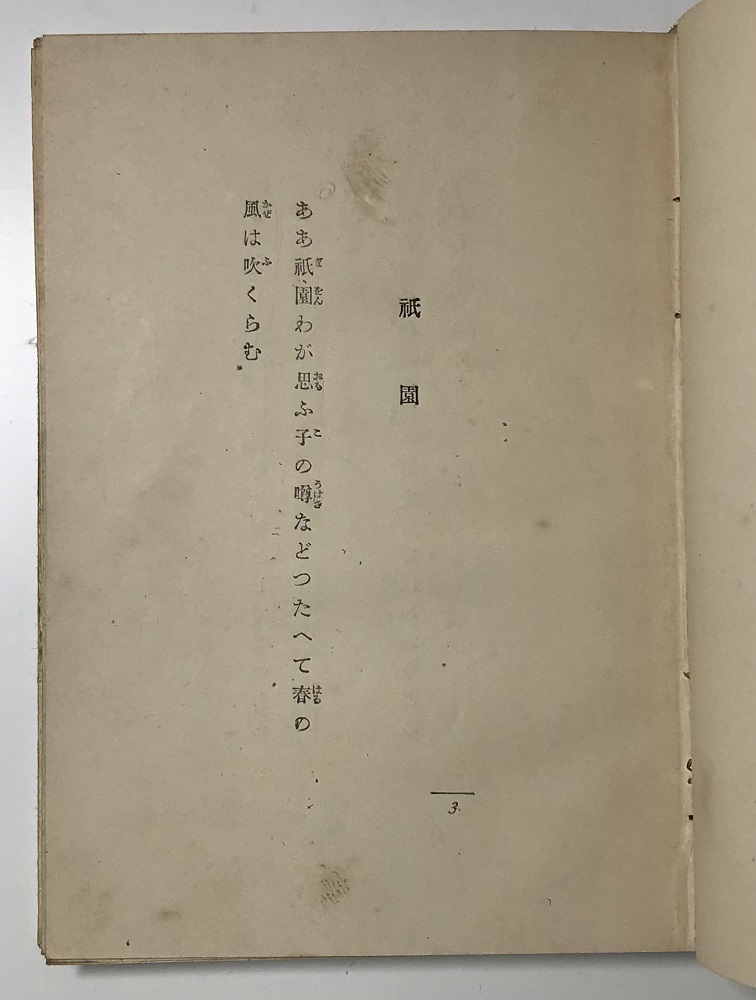 祇園
ああ祇園わが思ふ子の噂などつたへて春の
風は吹くらむ
3